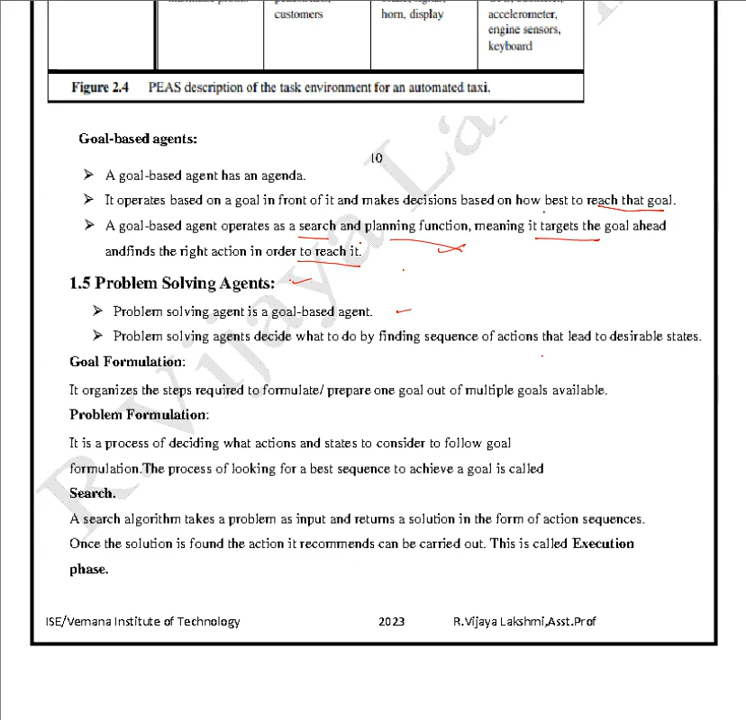 customers
horn, display
accelerometer,
engine sensors,
keyboard
Figure 2.4 PEAS description of the task environment for an automated taxi.
Goal-based agents:
10
➢ A goal-based agent has an agenda.
➢ It operates based on a goal in front of it and makes decisions based on how best to reach that goal.
➢ A goal-based agent operates as a search and planning function, meaning it targets the goal ahead
andfinds the right action in order to reach it.
1.5 Problem Solving Agents:
➢ Problem solving agent is a goal-based agent.
➢ Problem solving agents decide what to do by finding sequence of actions that lead to desirable states.
Goal Formulation:
It organizes the steps required to formulate/ prepare one goal out of multiple goals available.
Problem Formulation:
It is a process of deciding what actions and states to consider to follow goal
formulation.The process of looking for a best sequence to achieve a goal is called
Search.
A search algorithm takes a problem as input and returns a solution in the form of action sequences.
Once the solution is found the action it recommends can be carried out. This is called Execution
phase.
ISE/Vemana Institute of Technology 2023 R.Vijaya Lakshmi,Asst.Prof
R.Vijaya La